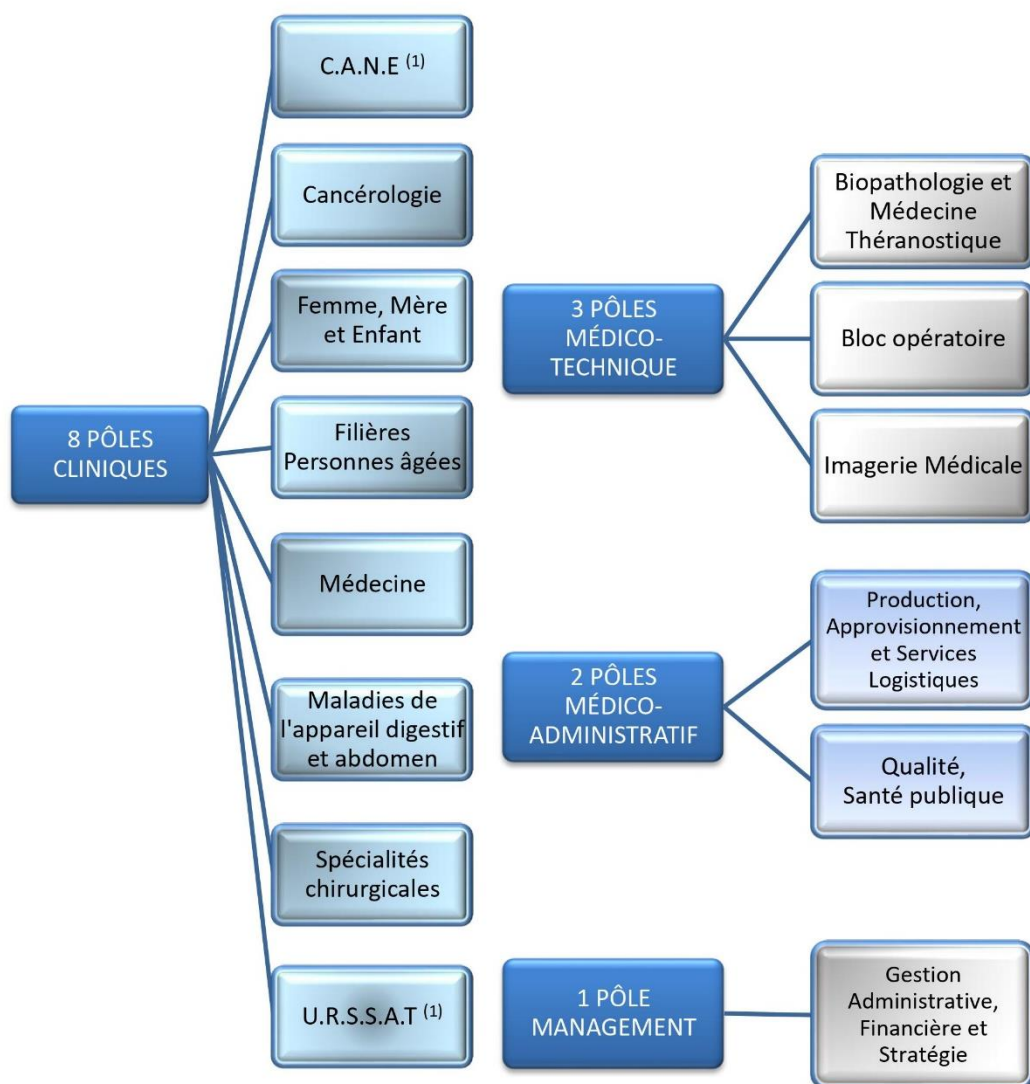 8 PÔLES
CLINIQUES
C.A.N.E (1)
Cancérologie
Femme, Mère
et Enfant
Filières
Personnes âgées
Médecine
Maladies de
l'appareil digestif
et abdomen
Spécialités
chirurgicales
U.R.S.S.A.T (1)
3 PÔLES
MÉDICO-
TECHNIQUE
Biopathologie et
Médecine
Théranostique
Bloc opératoire
Imagerie Médicale
2 PÔLES
MÉDICO-
ADMINISTRATIF
Production,
Approvisionnement
et Services
Logistiques
Qualité,
Santé publique
1 PÔLE
MANAGEMENT
Gestion
Administrative,
Financière et
Stratégie